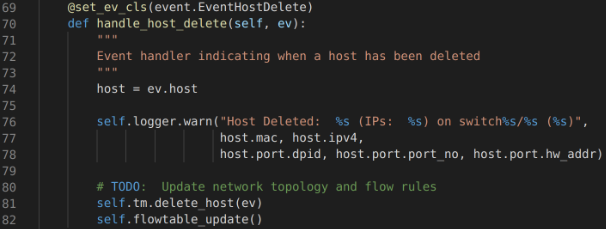 69 @set_ev_cls(event.EventHostDelete)
70 def handle_host_delete(self, ev):
71 """
72 Event handler indicating when a host has been deleted
73 """
74 host = ev.host
75
76 self.logger.warn("Host Deleted:  %s (IPs:  %s) on switch%s/%s (%s)",
77 host.mac, host.ipv4,
78 host.port.dpid, host.port.port_no, host.port.hw_addr)
79
80 # TODO:  Update network topology and flow rules
81 self.tm.delete_host(ev)
82 self.flowtable_update()